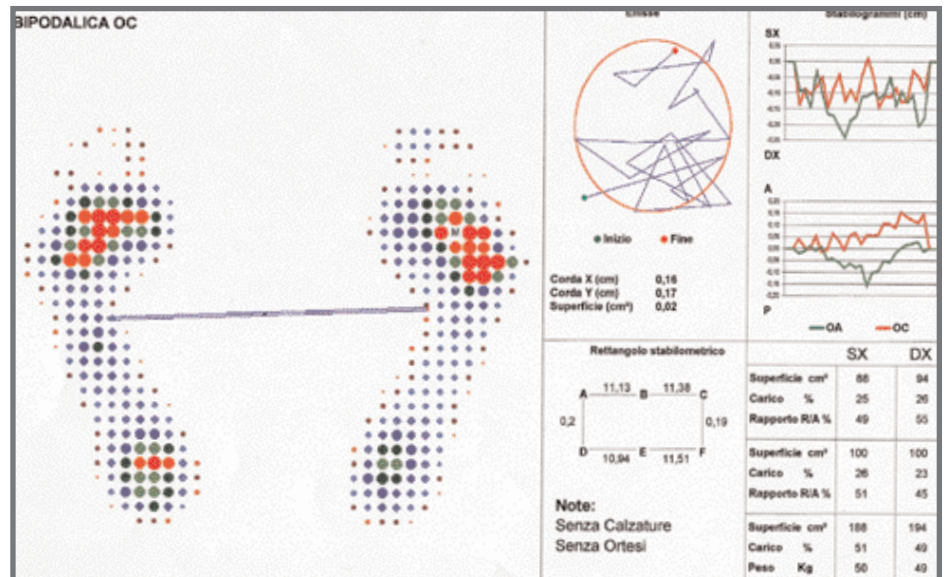 BIPODALICA OC
Ellisse
Inizio
Fine
Corda X (cm) 0,16
Corda Y (cm) 0,17
Superficie (cm²) 0,02
Stabilogrammi (cm)
SX
DX
A
P
OA OC
Rettangolo stabilometrico
A 11,13 B 11,38 C
0,2 0,19
D 10,94 E 11,51 F
Note:
Senza Calzature
Senza Ortesi
SX DX
Superficie cm² 88 94
Carico % 25 26
Rapporto R/A % 49 55
Superficie cm² 100 100
Carico % 26 23
Rapporto R/A % 51 45
Superficie cm² 188 194
Carico % 51 49
Peso Kg 50 49
M